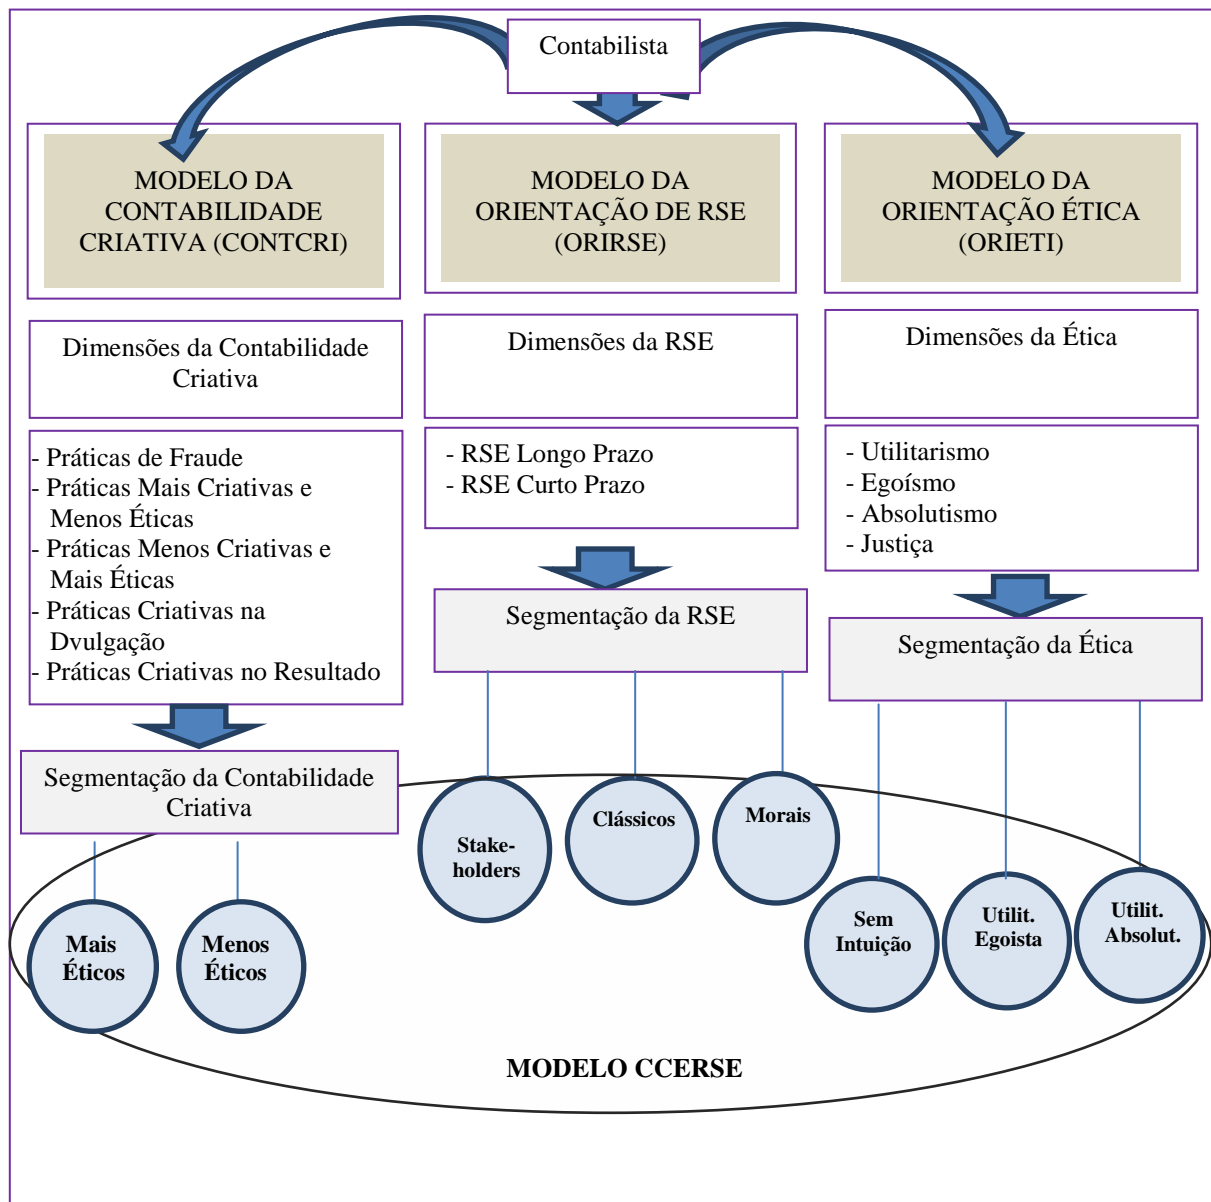 Contabilista
MODELO DA
CONTABILIDADE
CRIATIVA (CONTCRI)
MODELO DA
ORIENTAÇÃO DE RSE
(ORIRSE)
MODELO DA
ORIENTAÇÃO ÉTICA
(ORIETI)
Dimensões da Contabilidade
Criativa
Dimensões da RSE
Dimensões da Ética
- Práticas de Fraude
- Práticas Mais Criativas e
Menos Éticas
- Práticas Menos Criativas e
Mais Éticas
- Práticas Criativas na
Dvulgação
- Práticas Criativas no Resultado
- RSE Longo Prazo
- RSE Curto Prazo
- Utilitarismo
- Egoísmo
- Absolutismo
- Justiça
Segmentação da Contabilidade
Criativa
Segmentação da RSE
Segmentação da Ética
Mais
Éticos
Menos
Éticos
Stake-
holders
Clássicos
Morais
Sem
Intuição
Utilit.
Egoista
Utilit.
Absolut.
MODELO CCERSE